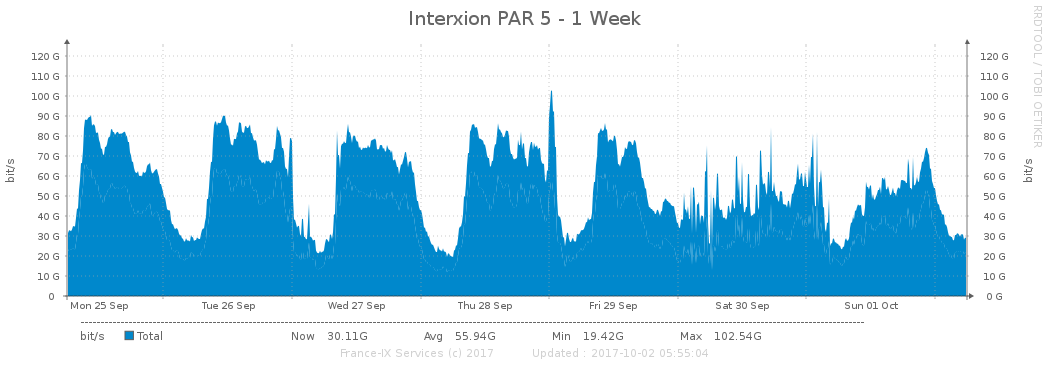 Interxion PAR 5 - 1 Week
RRDTOOL / TOBI OETIKER
bit/s
120 G
110 G
100 G
90 G
80 G
70 G
60 G
50 G
40 G
30 G
20 G
10 G
0
120 G
110 G
100 G
90 G
80 G
70 G
60 G
50 G
40 G
30 G
20 G
10 G
0 G
bit/s
Mon 25 Sep Tue 26 Sep Wed 27 Sep Thu 28 Sep Fri 29 Sep Sat 30 Sep Sun 01 Oct
bit/s Total Now 30.11G Avg 55.94G Min 19.42G Max 102.54G
France-IX Services (c) 2017 Updated : 2017-10-02 05:55:04